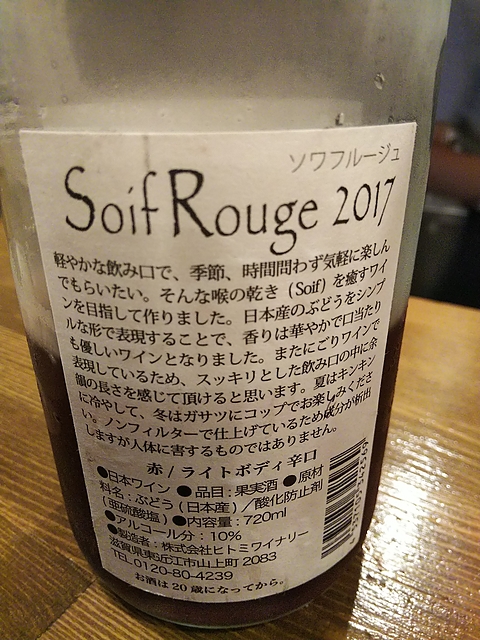 ソワフルージュ
Soif Rouge 2017
軽やかな飲み口で、季節、時間問わず気軽に楽しん
でもらいたい。そんな喉の乾き (Soif) を癒すワイ
ンを目指して作りました。日本産のぶどうをシンプ
ルな形で表現することで、香りは華やかで口当たり
も優しいワインとなりました。またにごりワインで
表現しているため、スッキリとした飲み口の中に余
韻の長さを感じて頂けると思います。夏はキンキン
に冷やして、冬はガサツにコップでお楽しみくださ
い。ノンフィルターで仕上げているため成分が析出
しますが人体に害するものではありません。
赤 / ライトボディ辛口
●日本ワイン ●品目 : 果実酒 ●原材
料名 : ぶどう (日本産) ／酸化防止剤
(亜硫酸塩) ●内容量 : 720ml
●アルコール分 : 10%
●製造者 : 株式会社ヒトミワイナリー
滋賀県東近江市山上町 2083
TEL 0120-80-4239
お酒は 20 歳になってから。